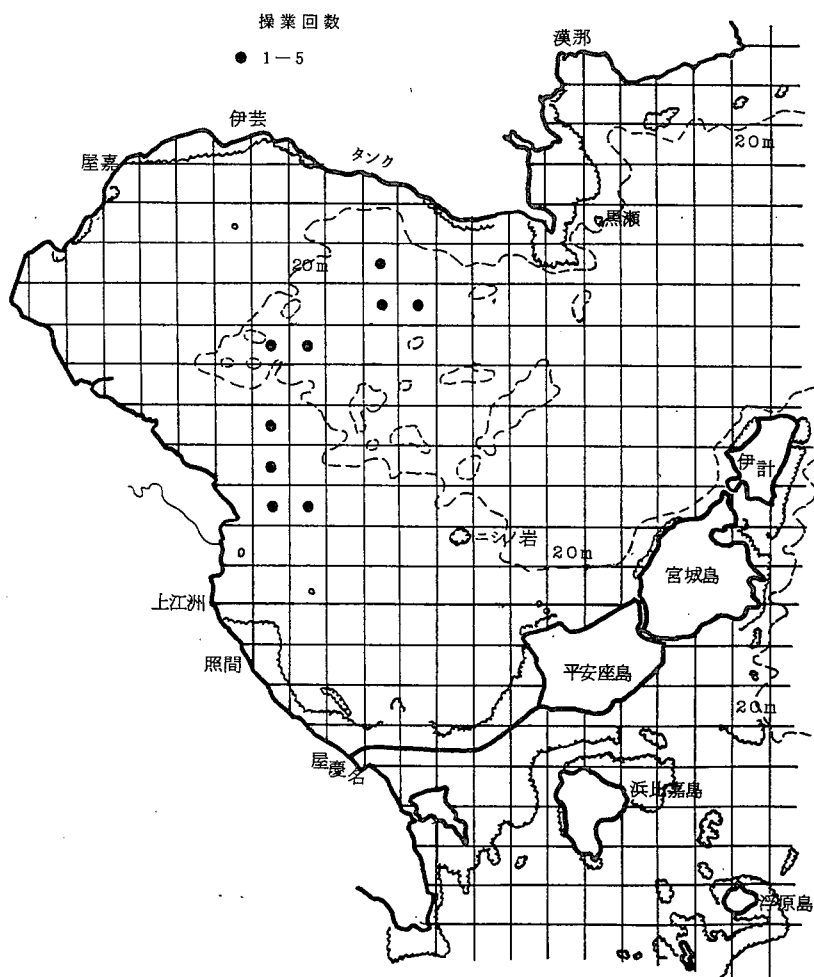 操業回数
● 1－5
漢那
伊芸
屋嘉
タンク
20m
黒瀬
20m
伊計
ニシノ岩
20m
宮城島
上江洲
照間
平安座島
20m
屋慶名
浜比嘉島
浮原島